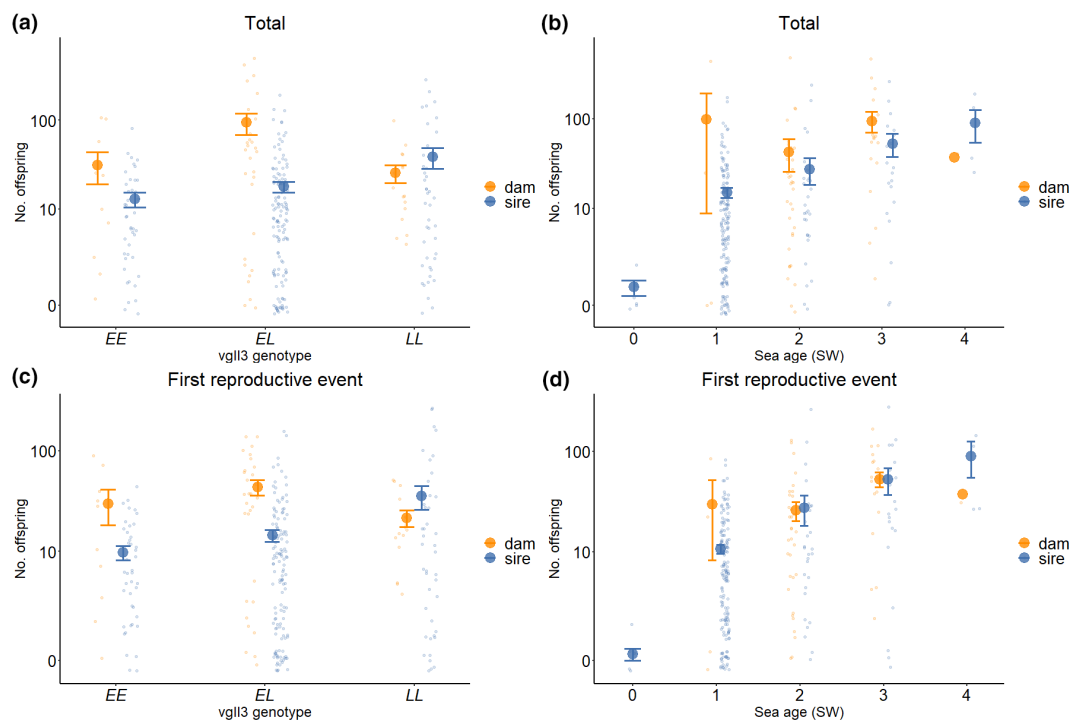 (a)
Total
No. offspring
100
10
0
EE
EL
LL
vgll3 genotype
dam
sire
(b)
Total
No. offspring
100
10
0
0
1
2
3
4
Sea age (SW)
dam
sire
(c)
First reproductive event
No. offspring
100
10
0
EE
EL
LL
vgll3 genotype
dam
sire
(d)
First reproductive event
No. offspring
100
10
0
0
1
2
3
4
Sea age (SW)
dam
sire